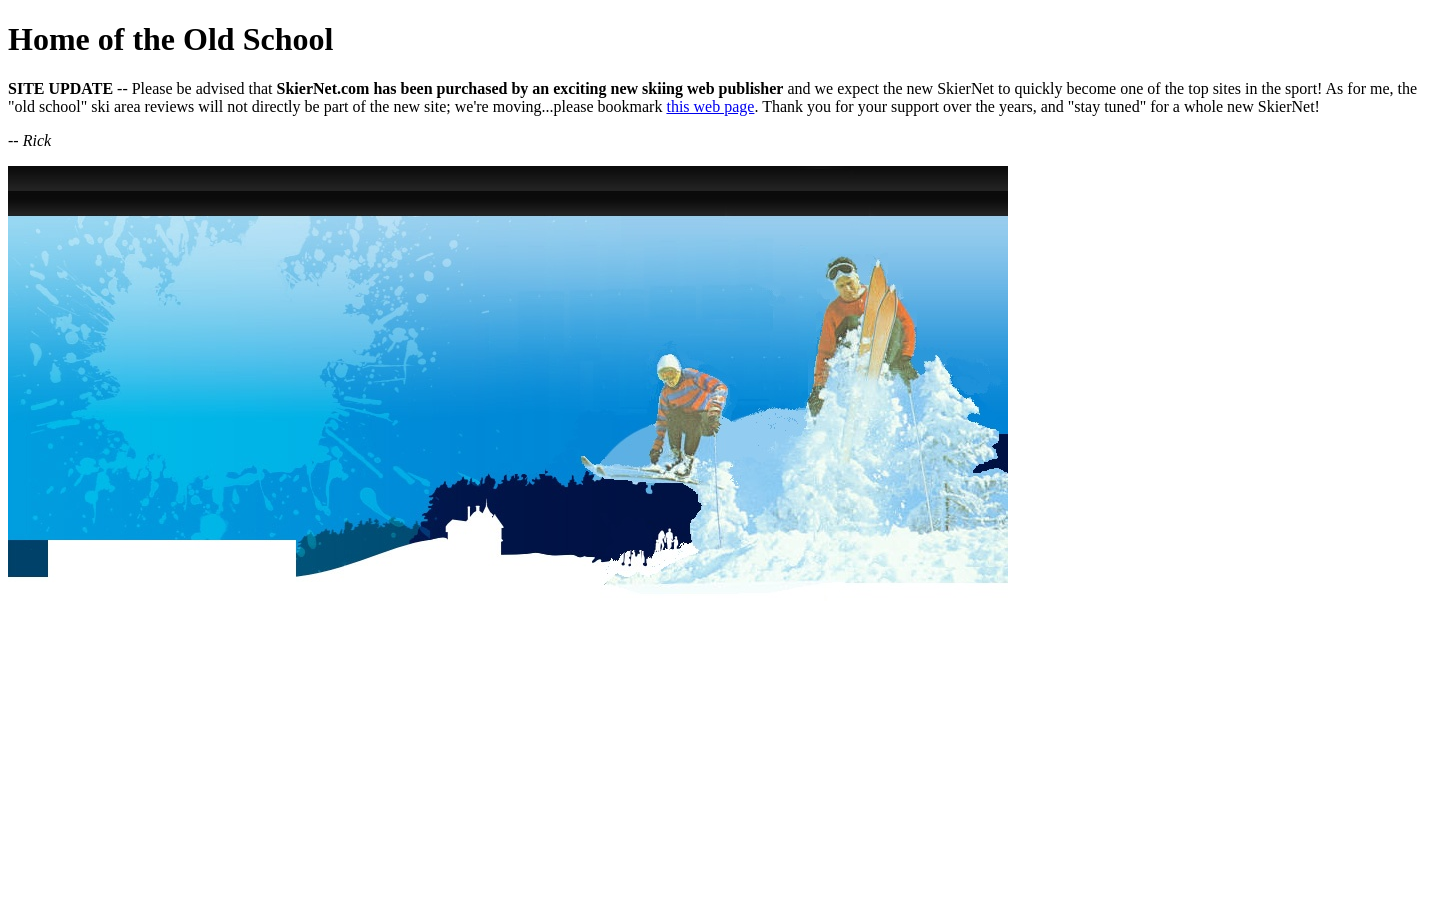 Home of the Old School
SITE UPDATE -- Please be advised that SkierNet.com has been purchased by an exciting new skiing web publisher and we expect the new SkierNet to quickly become one of the top sites in the sport! As for me, the
"old school" ski area reviews will not directly be part of the new site; we're moving...please bookmark this web page. Thank you for your support over the years, and "stay tuned" for a whole new SkierNet!
-- Rick